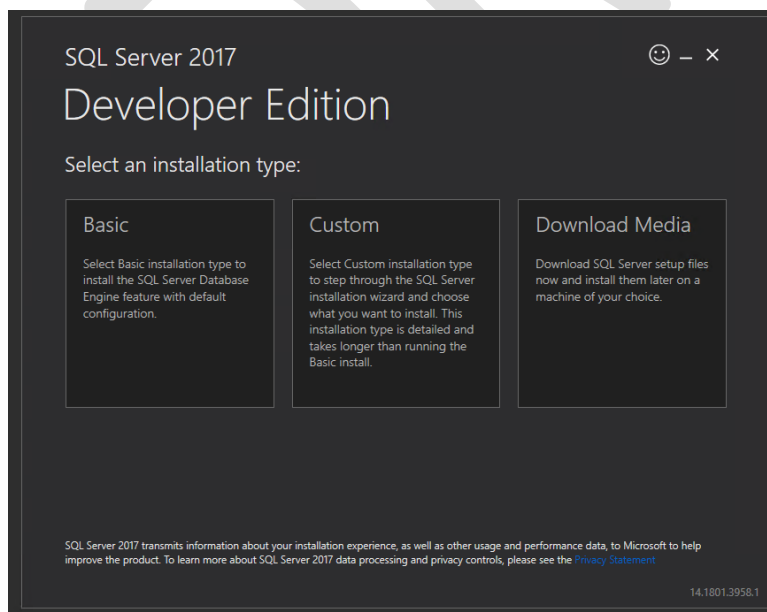 SQL Server 2017
Developer Edition
Select an installation type:
Basic
Select Basic installation type to
install the SQL Server Database
Engine feature with default
configuration.
Custom
Select Custom installation type
to step through the SQL Server
installation wizard and choose
what you want to install. This
installation type is detailed and
takes longer than running the
Basic install.
Download Media
Download SQL Server setup files
now and install them later on a
machine of your choice.
SQL Server 2017 transmits information about your installation experience, as well as other usage and performance data, to Microsoft to help
improve the product. To learn more about SQL Server 2017 data processing and privacy controls, please see the Privacy Statement
14.1801.3958.1